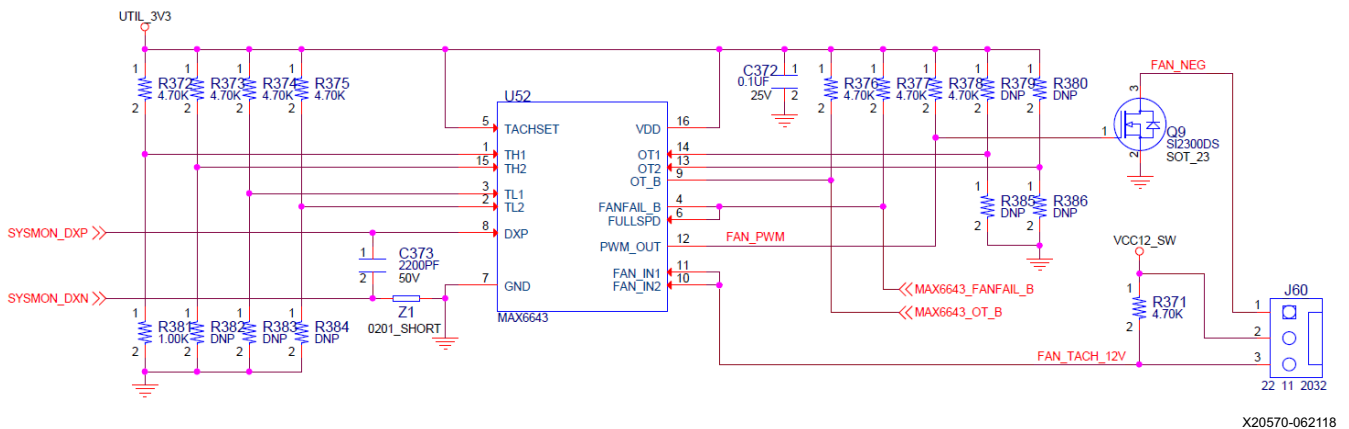 UTIL_3V3
FAN_NEG
1 R372 4.70K 2
1 R373 4.70K 2
1 R374 4.70K 2
1 R375 4.70K 2
C372 0.1UF 25V 1 2
1 R376 4.70K 2
1 R377 4.70K 2
1 R378 4.70K 2
1 R379 DNP 2
1 R380 DNP 2
3
1
2
Q9
SI2300DS
SOT_23
U52
5 TACHSET
VDD 16
1 TH1
OT1 14
15 TH2
OT2 13
OT_B 9
3 TL1
2 TL2
FANFAIL_B 4
FULLSPD 6
1 R385 DNP 2
1 R386 DNP 2
SYSMON_DXP
8 DXP
PWM_OUT 12
FAN_PWM
VCC12_SW
1 C373 2200PF 50V 2
FAN_IN1 11
FAN_IN2 10
7 GND
MAX6643_FANFAIL_B
SYSMON_DXN
Z1
0201_SHORT
MAX6643
MAX6643_OT_B
1 R371 4.70K 2
J60
1
2
3
22 11 2032
1 R381 1.00K 2
1 R382 DNP 2
1 R383 DNP 2
1 R384 DNP 2
FAN_TACH_12V
X20570-062118